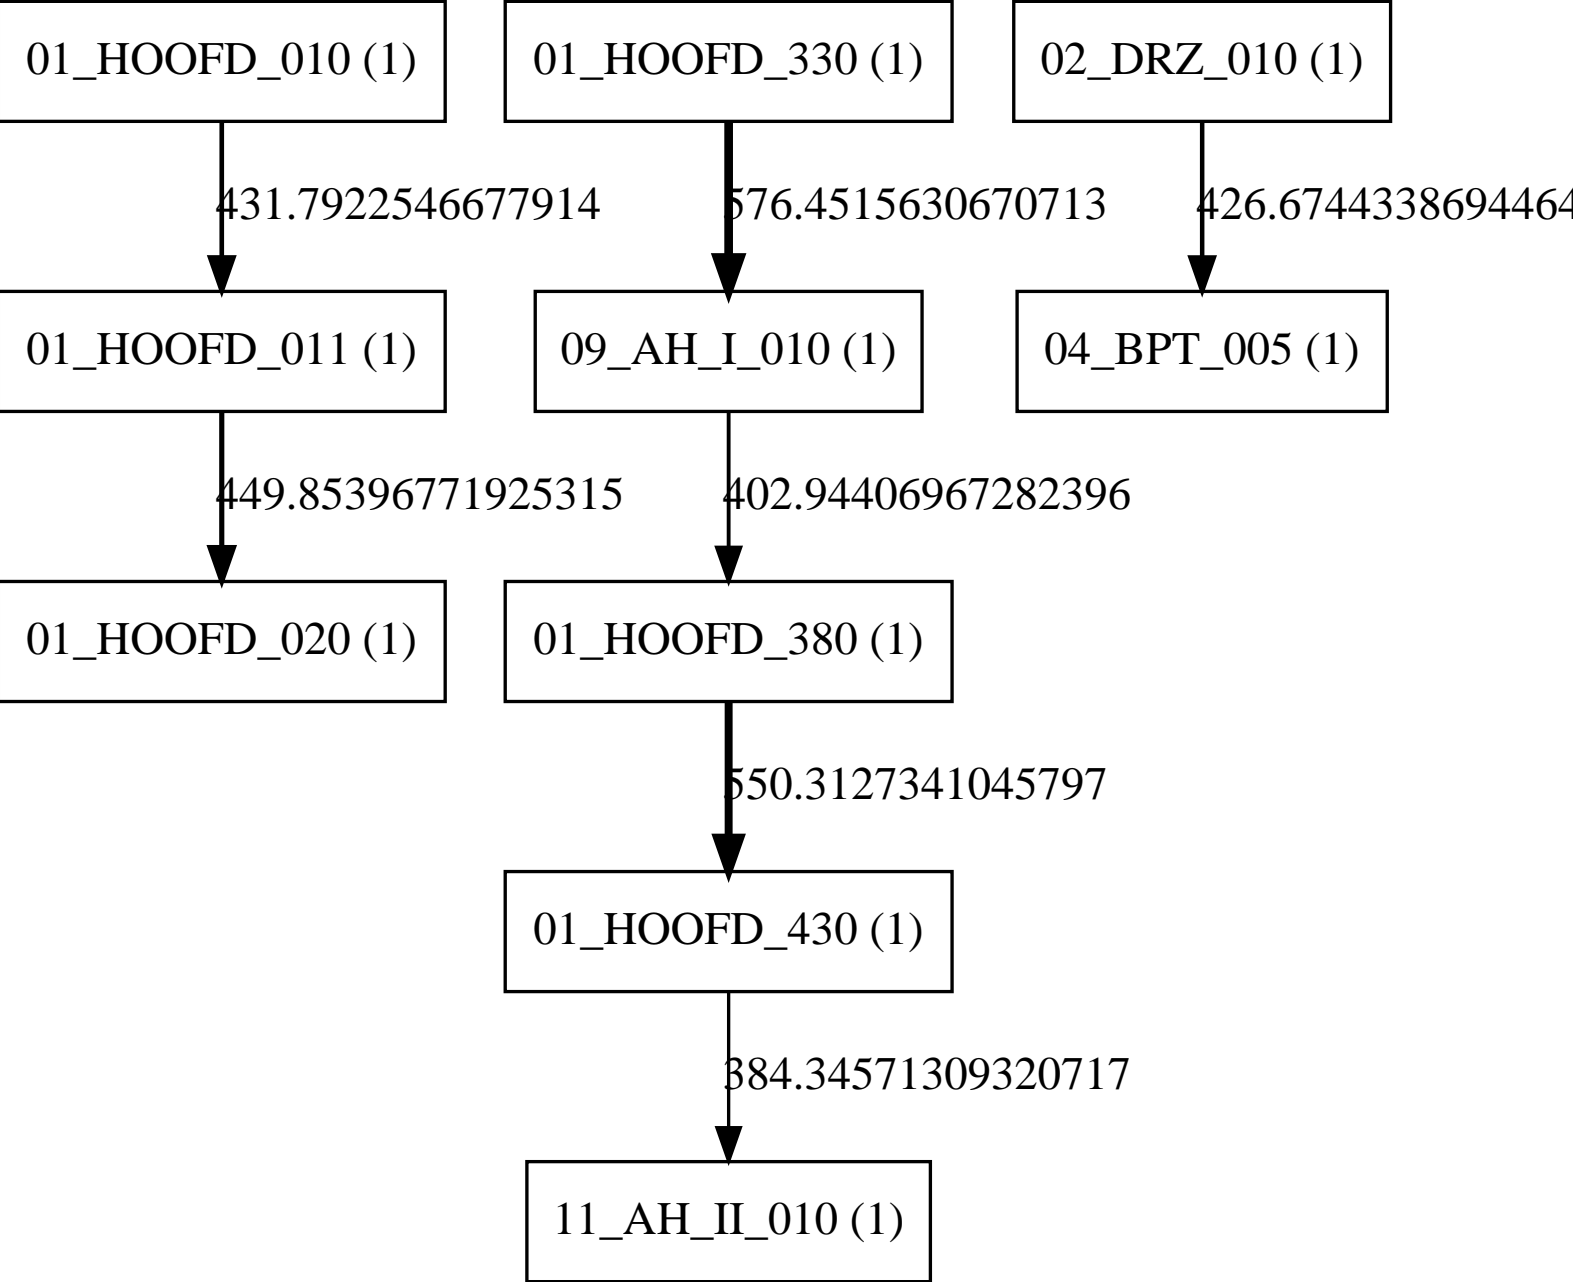 01_HOOFD_010 (1)
01_HOOFD_330 (1)
02_DRZ_010 (1)
431.7922546677914
576.4515630670713
426.6744338694464
01_HOOFD_011 (1)
09_AH_I_010 (1)
04_BPT_005 (1)
449.85396771925315
402.94406967282396
01_HOOFD_020 (1)
01_HOOFD_380 (1)
550.3127341045797
01_HOOFD_430 (1)
384.34571309320717
11_AH_II_010 (1)